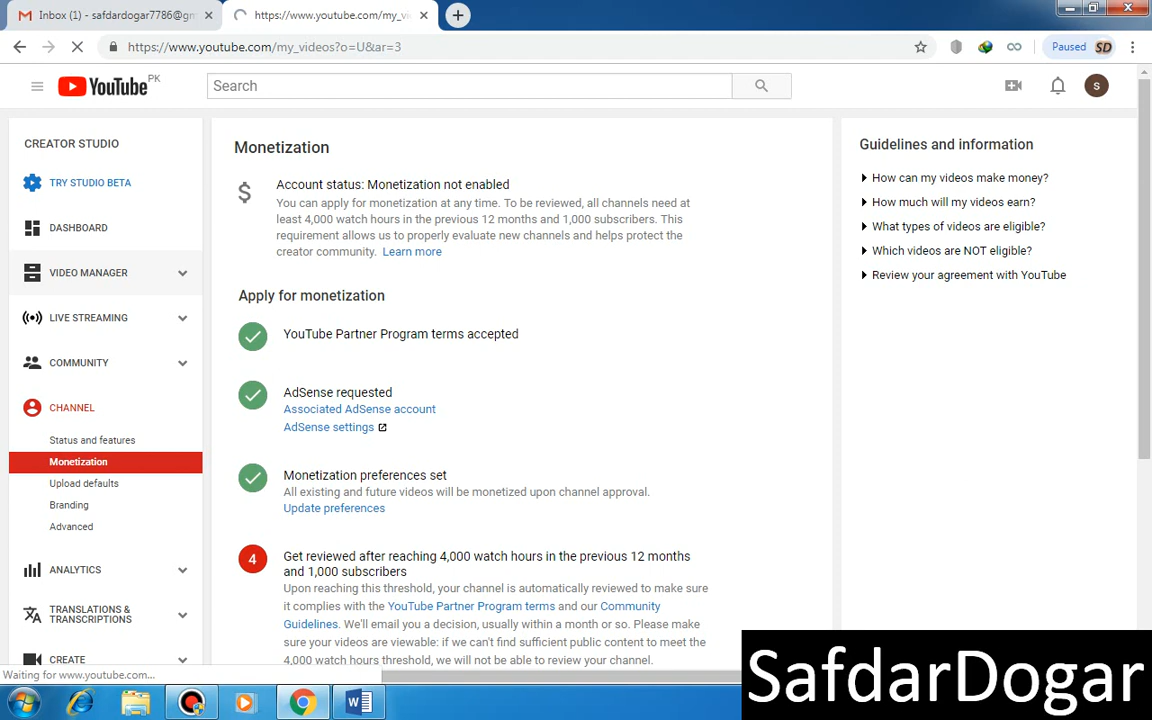 Inbox (1) - safdardogar7786@gm
https://www.youtube.com/my_vi
https://www.youtube.com/my_videos?o=U&ar=3
Paused
SD
YouTube PK
Search
s
CREATOR STUDIO
TRY STUDIO BETA
DASHBOARD
VIDEO MANAGER
LIVE STREAMING
COMMUNITY
CHANNEL
Status and features
Monetization
Upload defaults
Branding
Advanced
ANALYTICS
TRANSLATIONS &
TRANSCRIPTIONS
CREATE
Monetization
$
Account status: Monetization not enabled
You can apply for monetization at any time. To be reviewed, all channels need at
least 4,000 watch hours in the previous 12 months and 1,000 subscribers. This
requirement allows us to properly evaluate new channels and helps protect the
creator community. Learn more
Apply for monetization
YouTube Partner Program terms accepted
AdSense requested
Associated AdSense account
AdSense settings
Monetization preferences set
All existing and future videos will be monetized upon channel approval.
Update preferences
4
Get reviewed after reaching 4,000 watch hours in the previous 12 months
and 1,000 subscribers
Upon reaching this threshold, your channel is automatically reviewed to make sure
it complies with the YouTube Partner Program terms and our Community
Guidelines. We'll email you a decision, usually within a month or so. Please make
sure your videos are viewable: if we can't find sufficient public content to meet the
4,000 watch hours threshold, we will not be able to review your channel.
Guidelines and information
How can my videos make money?
How much will my videos earn?
What types of videos are eligible?
Which videos are NOT eligible?
Review your agreement with YouTube
Waiting for www.youtube.com...
SafdarDogar